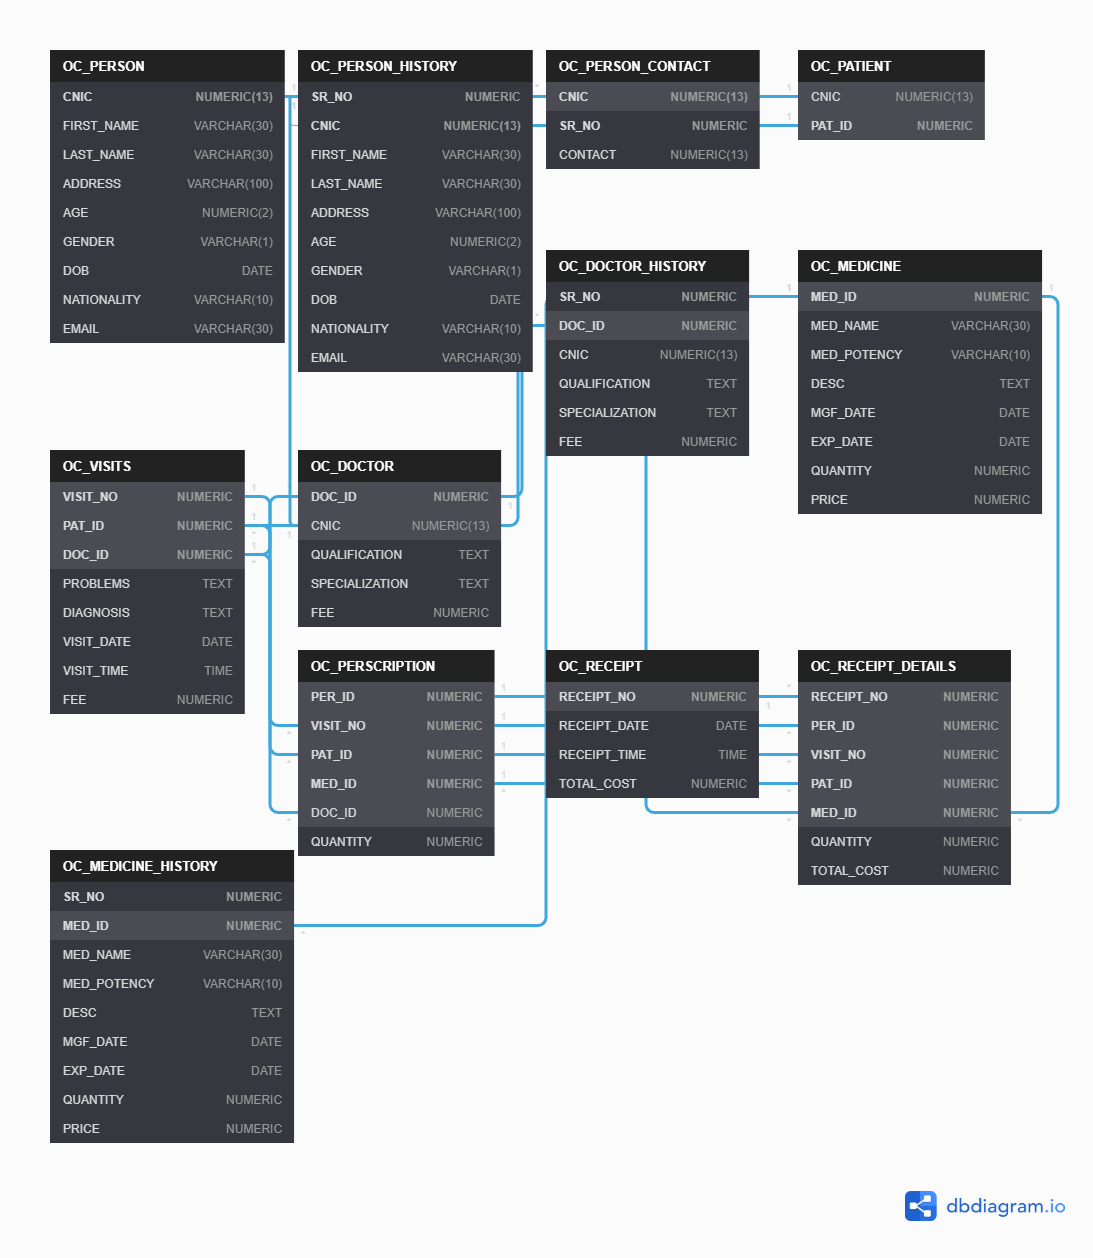 OC_PERSON
CNIC NUMERIC(13)
FIRST_NAME VARCHAR(30)
LAST_NAME VARCHAR(30)
ADDRESS VARCHAR(100)
AGE NUMERIC(2)
GENDER VARCHAR(1)
DOB DATE
NATIONALITY VARCHAR(10)
EMAIL VARCHAR(30)
OC_PERSON_HISTORY
SR_NO NUMERIC
CNIC NUMERIC(13)
FIRST_NAME VARCHAR(30)
LAST_NAME VARCHAR(30)
ADDRESS VARCHAR(100)
AGE NUMERIC(2)
GENDER VARCHAR(1)
DOB DATE
NATIONALITY VARCHAR(10)
EMAIL VARCHAR(30)
OC_PERSON_CONTACT
CNIC NUMERIC(13)
SR_NO NUMERIC
CONTACT NUMERIC(13)
OC_PATIENT
CNIC NUMERIC(13)
PAT_ID NUMERIC
OC_DOCTOR_HISTORY
SR_NO NUMERIC
DOC_ID NUMERIC
CNIC NUMERIC(13)
QUALIFICATION TEXT
SPECIALIZATION TEXT
FEE NUMERIC
OC_MEDICINE
MED_ID NUMERIC
MED_NAME VARCHAR(30)
MED_POTENCY VARCHAR(10)
DESC TEXT
MGF_DATE DATE
EXP_DATE DATE
QUANTITY NUMERIC
PRICE NUMERIC
OC_VISITS
VISIT_NO NUMERIC
PAT_ID NUMERIC
DOC_ID NUMERIC
PROBLEMS TEXT
DIAGNOSIS TEXT
VISIT_DATE DATE
VISIT_TIME TIME
FEE NUMERIC
OC_DOCTOR
DOC_ID NUMERIC
CNIC NUMERIC(13)
QUALIFICATION TEXT
SPECIALIZATION TEXT
FEE NUMERIC
OC_PERSCRIPTION
PER_ID NUMERIC
VISIT_NO NUMERIC
PAT_ID NUMERIC
MED_ID NUMERIC
DOC_ID NUMERIC
QUANTITY NUMERIC
OC_RECEIPT
RECEIPT_NO NUMERIC
RECEIPT_DATE DATE
RECEIPT_TIME TIME
TOTAL_COST NUMERIC
OC_RECEIPT_DETAILS
RECEIPT_NO NUMERIC
PER_ID NUMERIC
VISIT_NO NUMERIC
PAT_ID NUMERIC
MED_ID NUMERIC
QUANTITY NUMERIC
TOTAL_COST NUMERIC
OC_MEDICINE_HISTORY
SR_NO NUMERIC
MED_ID NUMERIC
MED_NAME VARCHAR(30)
MED_POTENCY VARCHAR(10)
DESC TEXT
MGF_DATE DATE
EXP_DATE DATE
QUANTITY NUMERIC
PRICE NUMERIC
dbdiagram.io